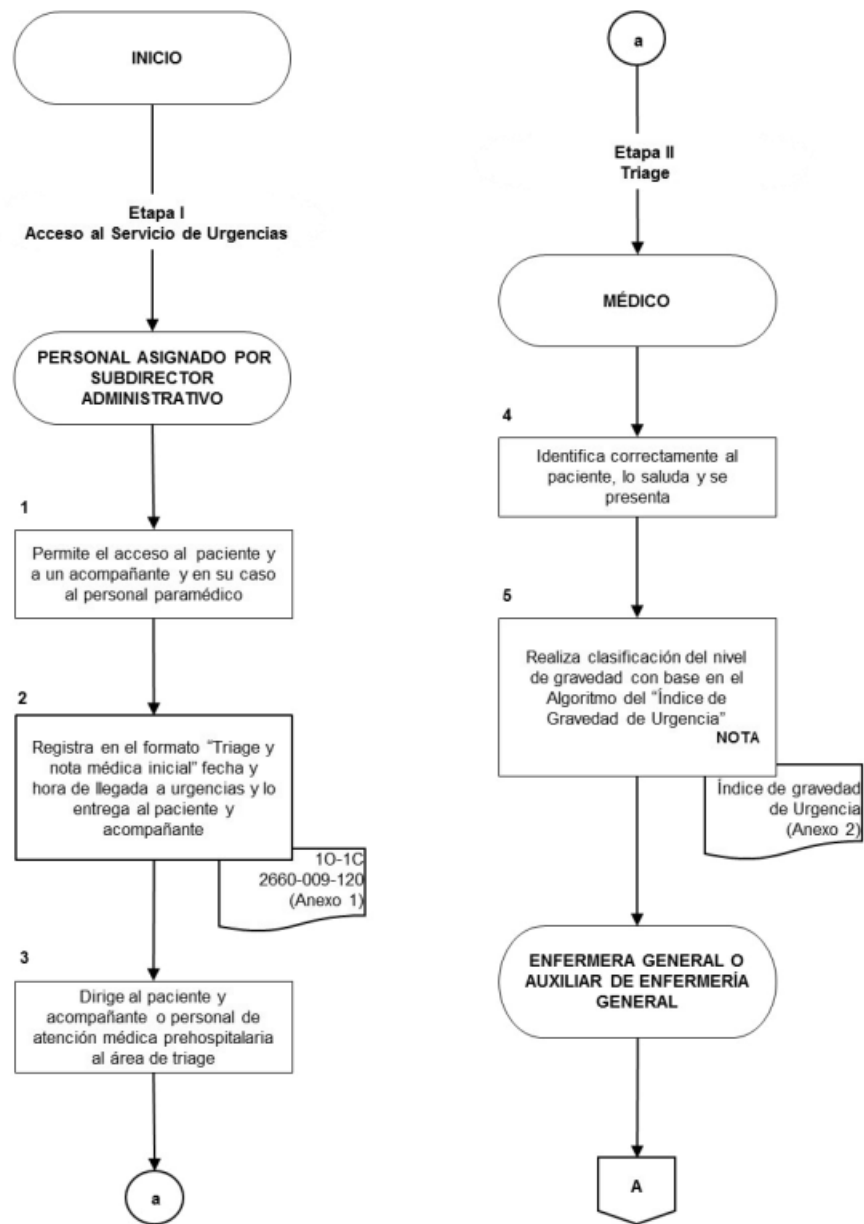 INICIO
Etapa I
Acceso al Servicio de Urgencias
PERSONAL ASIGNADO POR
SUBDIRECTOR
ADMINISTRATIVO
1
Permite el acceso al paciente y
a un acompañante y en su caso
al personal paramédico
2
Registra en el formato “Triage y
nota médica inicial” fecha y
hora de llegada a urgencias y lo
entrega al paciente y
acompañante
1O-1C
2660-009-120
(Anexo 1)
3
Dirige al paciente y
acompañante o personal de
atención médica prehospitalaria
al área de triage
a
a
Etapa II
Triage
MÉDICO
4
Identifica correctamente al
paciente, lo saluda y se
presenta
5
Realiza clasificación del nivel
de gravedad con base en el
Algoritmo del “Índice de
Gravedad de Urgencia”
NOTA
Índice de gravedad
de Urgencia
(Anexo 2)
ENFERMERA GENERAL O
AUXILIAR DE ENFERMERÍA
GENERAL
A